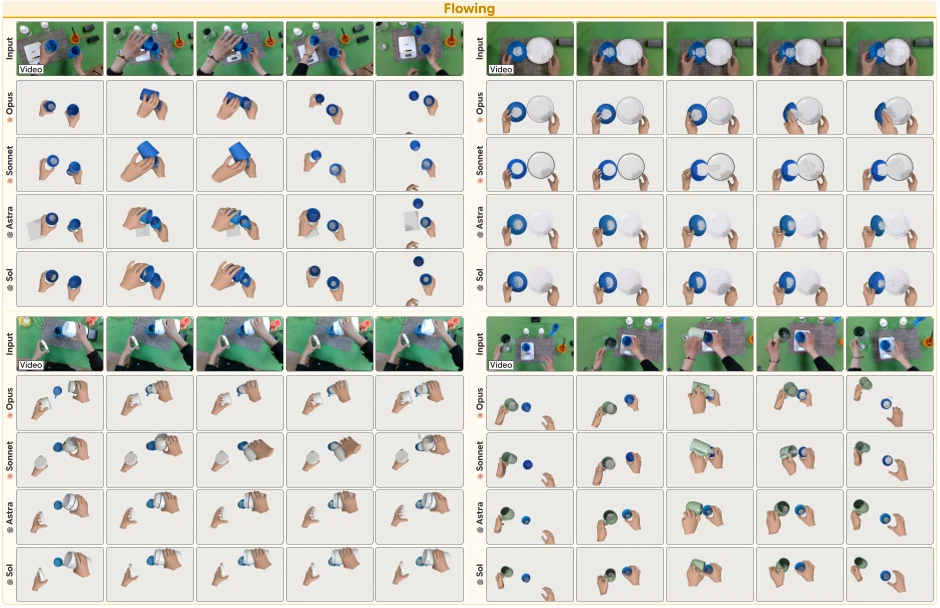 Flowing
Input
Video
Opus
Sonnet
Astra
Sol
Input
Video
Opus
Sonnet
Astra
Sol
Input
Video
Opus
Sonnet
Astra
Sol
Input
Video
Opus
Sonnet
Astra
Sol